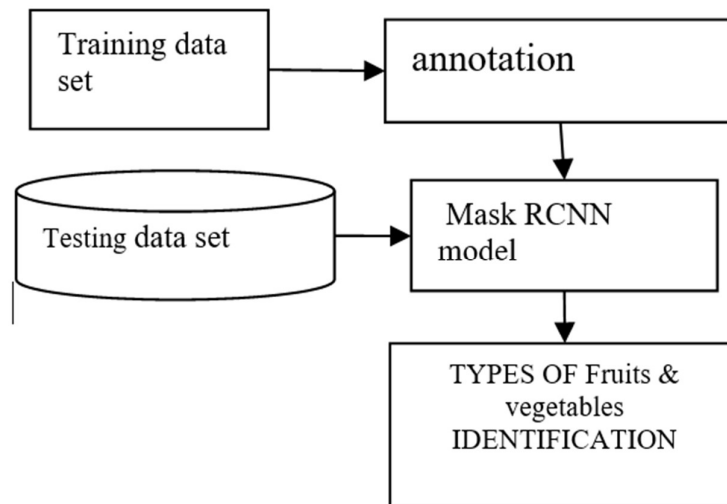 Training data
set
annotation
Testing data set
Mask RCNN
model
TYPES OF Fruits &
vegetables
IDENTIFICATION